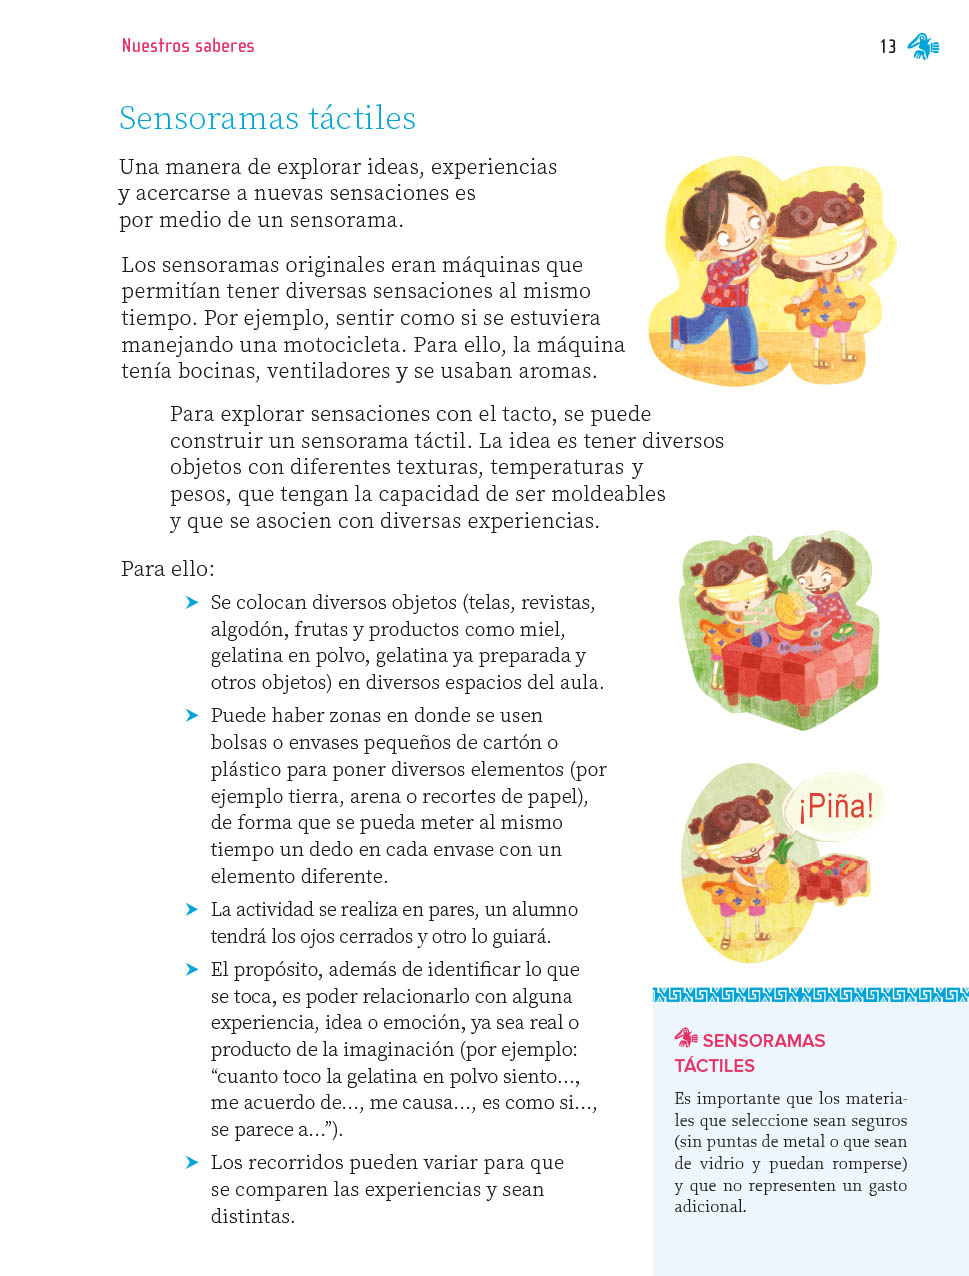 Nuestros saberes
13
Sensoramas táctiles
Una manera de explorar ideas, experiencias
y acercarse a nuevas sensaciones es
por medio de un sensorama.
Los sensoramas originales eran máquinas que
permitían tener diversas sensaciones al mismo
tiempo. Por ejemplo, sentir como si se estuviera
manejando una motocicleta. Para ello, la máquina
tenía bocinas, ventiladores y se usaban aromas.
Para explorar sensaciones con el tacto, se puede
construir un sensorama táctil. La idea es tener diversos
objetos con diferentes texturas, temperaturas y
pesos, que tengan la capacidad de ser moldeables
y que se asocien con diversas experiencias.
Para ello:
➤ Se colocan diversos objetos (telas, revistas,
algodón, frutas y productos como miel,
gelatina en polvo, gelatina ya preparada y
otros objetos) en diversos espacios del aula.
➤ Puede haber zonas en donde se usen
bolsas o envases pequeños de cartón o
plástico para poner diversos elementos (por
ejemplo tierra, arena o recortes de papel),
de forma que se pueda meter al mismo
tiempo un dedo en cada envase con un
elemento diferente.
➤ La actividad se realiza en pares, un alumno
tendrá los ojos cerrados y otro lo guiará.
➤ El propósito, además de identificar lo que
se toca, es poder relacionarlo con alguna
experiencia, idea o emoción, ya sea real o
producto de la imaginación (por ejemplo:
“cuanto toco la gelatina en polvo siento…,
me acuerdo de…, me causa…, es como si…,
se parece a…”).
➤ Los recorridos pueden variar para que
se comparen las experiencias y sean
distintas.
¡Piña!
SENSORAMAS
TÁCTILES
Es importante que los materia-
les que seleccione sean seguros
(sin puntas de metal o que sean
de vidrio y puedan romperse)
y que no representen un gasto
adicional.